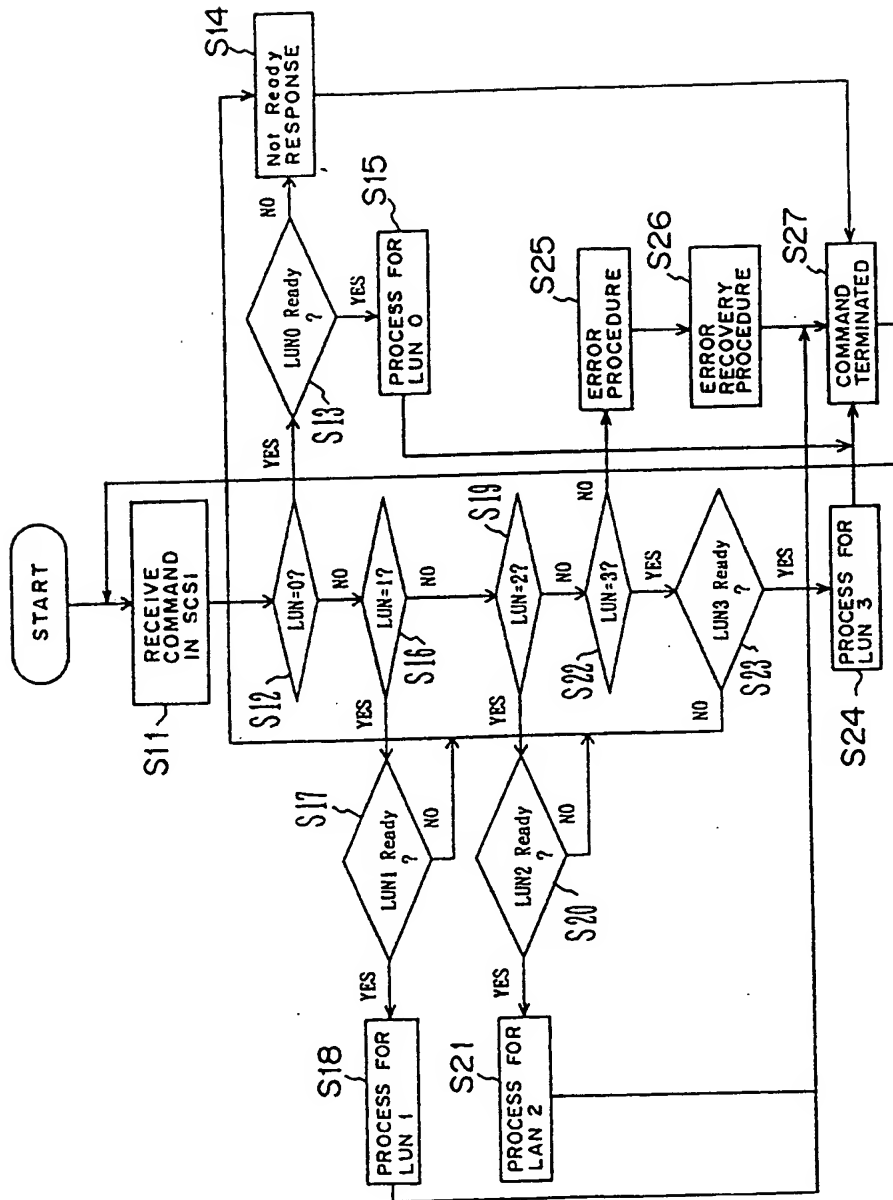 START
S11
RECEIVE
COMMAND
IN SCSI
S12
LUN=0?
YES
NO
S13
LUN0 Ready
?
NO
YES
S14
Not Ready
RESPONSE
S15
PROCESS FOR
LUN 0
S16
LUN=1?
YES
NO
S17
LUN1 Ready
?
NO
YES
S18
PROCESS FOR
LUN 1
S19
LUN=2?
YES
NO
S20
LUN2 Ready
?
NO
YES
S21
PROCESS FOR
LAN 2
S22
LUN=3?
NO
YES
S23
LUN3 Ready
?
NO
YES
S24
PROCESS FOR
LUN 3
S25
ERROR
PROCEDURE
S26
ERROR
RECOVERY
PROCEDURE
S27
COMMAND
TERMINATED